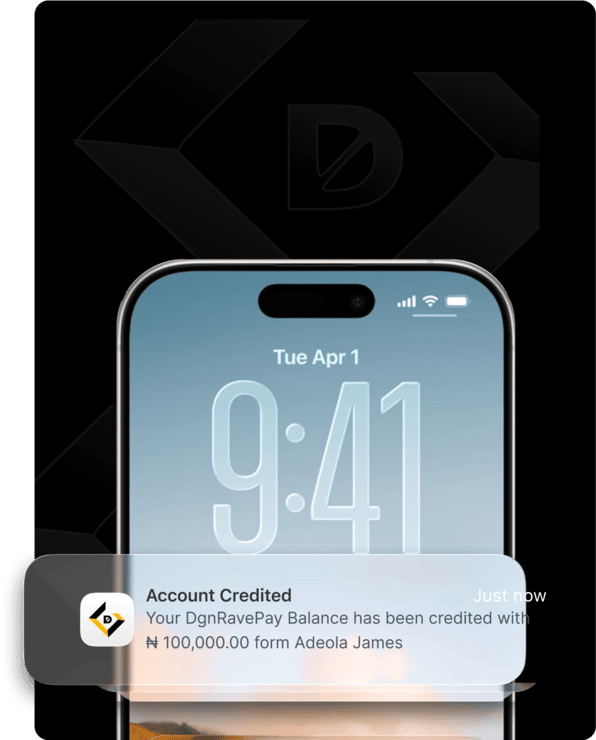 D
Tue Apr 1
9:41
D
Account Credited
Just now
Your DgnRavePay Balance has been credited with
₦ 100,000.00 form Adeola James